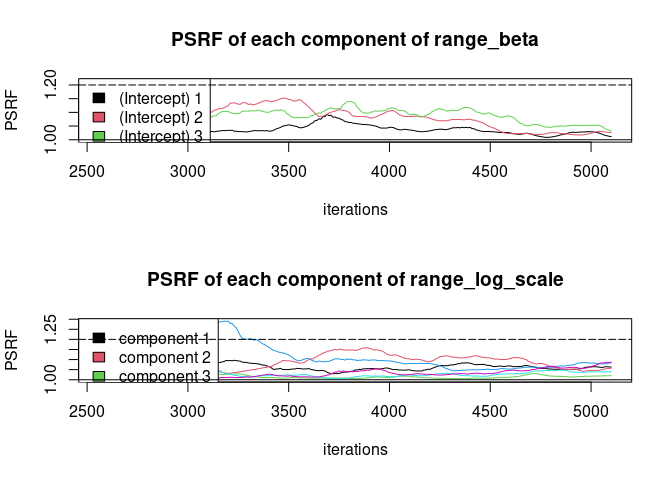 PSRF of each component of range_beta
PSRF
1.20
1.00
(Intercept) 1
(Intercept) 2
(Intercept) 3
2500 3000 3500 4000 4500 5000
iterations
PSRF of each component of range_log_scale
PSRF
1.25
1.00
component 1
component 2
component 3
2500 3000 3500 4000 4500 5000
iterations